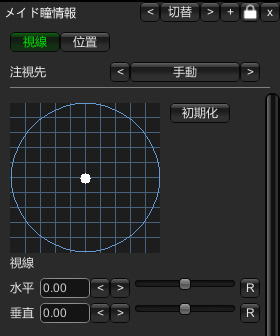 メイド瞳情報 < 切替 > + x
視線 位置
注視先 < 手動 >
初期化
視線
水平 0.00 < > R
垂直 0.00 < > R